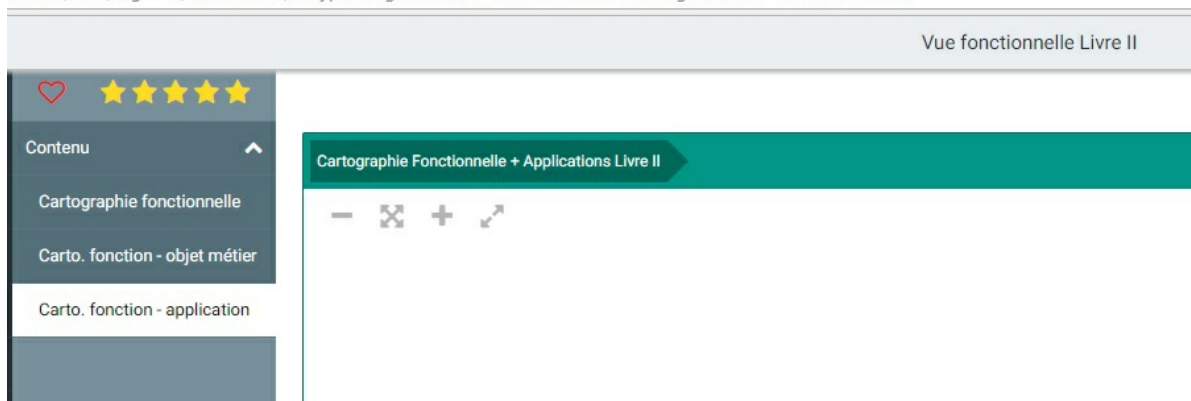 Vue fonctionnelle Livre II
Contenu
Cartographie fonctionnelle
Carto. fonction - objet métier
Carto. fonction - application
Cartographie Fonctionnelle + Applications Livre II